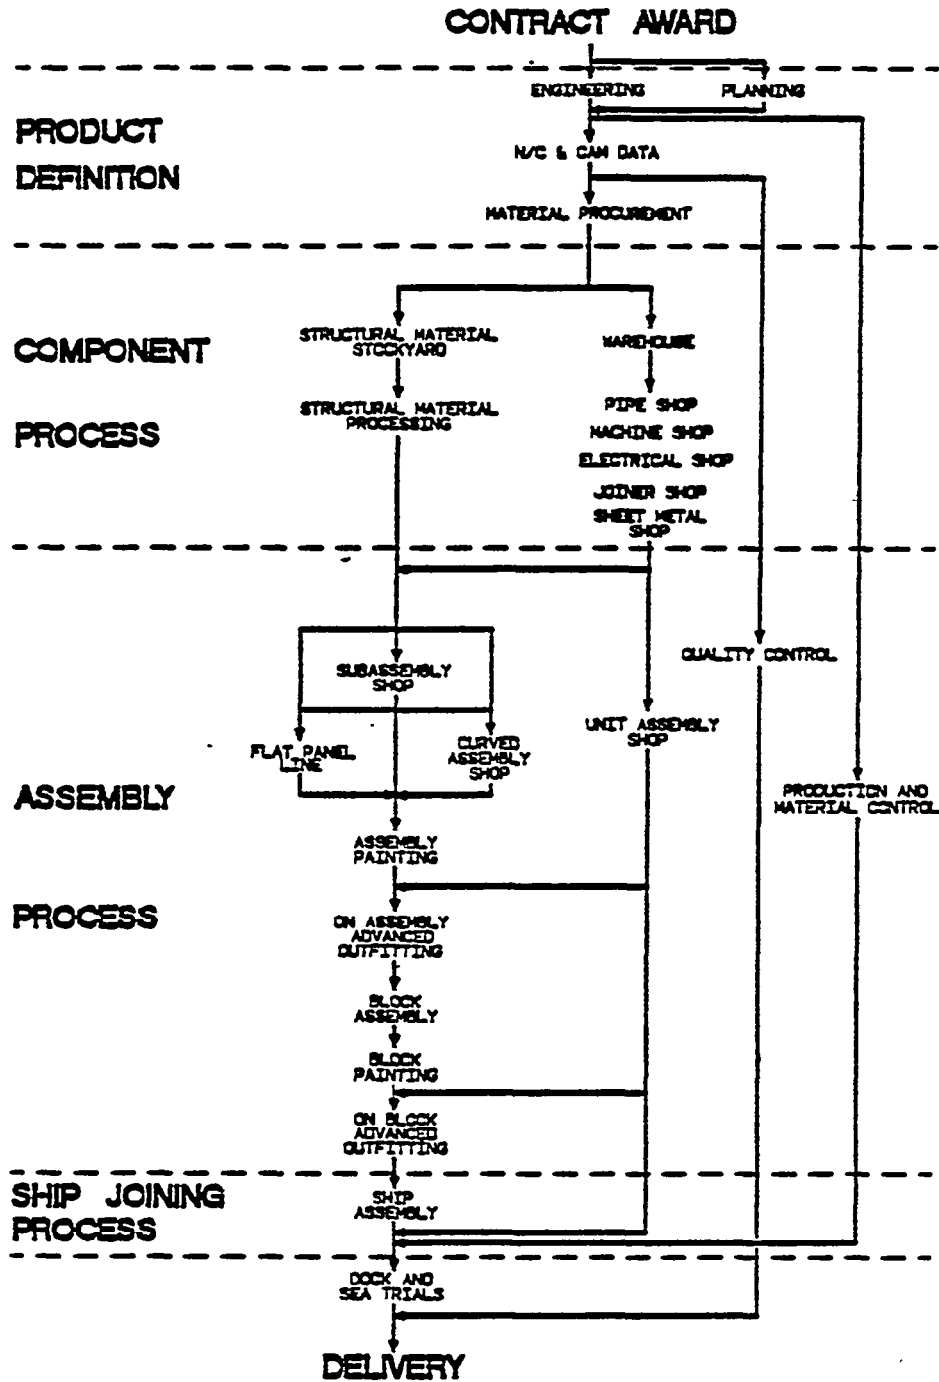 CONTRACT AWARD
ENGINEERING
PLANNING
PRODUCT
DEFINITION
N/C & CAM DATA
MATERIAL PROCUREMENT
COMPONENT
PROCESS
STRUCTURAL MATERIAL
STOCKYARD
WAREHOUSE
STRUCTURAL MATERIAL
PROCESSING
PIPE SHOP
MACHINE SHOP
ELECTRICAL SHOP
JOINER SHOP
SHEET METAL
SHOP
QUALITY CONTROL
SUBASSEMBLY
SHOP
UNIT ASSEMBLY
SHOP
FLAT PANEL
LINE
CURVED
ASSEMBLY
SHOP
ASSEMBLY
PROCESS
PRODUCTION AND
MATERIAL CONTROL
ASSEMBLY
PAINTING
ON ASSEMBLY
ADVANCED
OUTFITTING
BLOCK
ASSEMBLY
BLOCK
PAINTING
ON BLOCK
ADVANCED
OUTFITTING
SHIP JOINING
PROCESS
SHIP
ASSEMBLY
DOCK AND
SEA TRIALS
DELIVERY